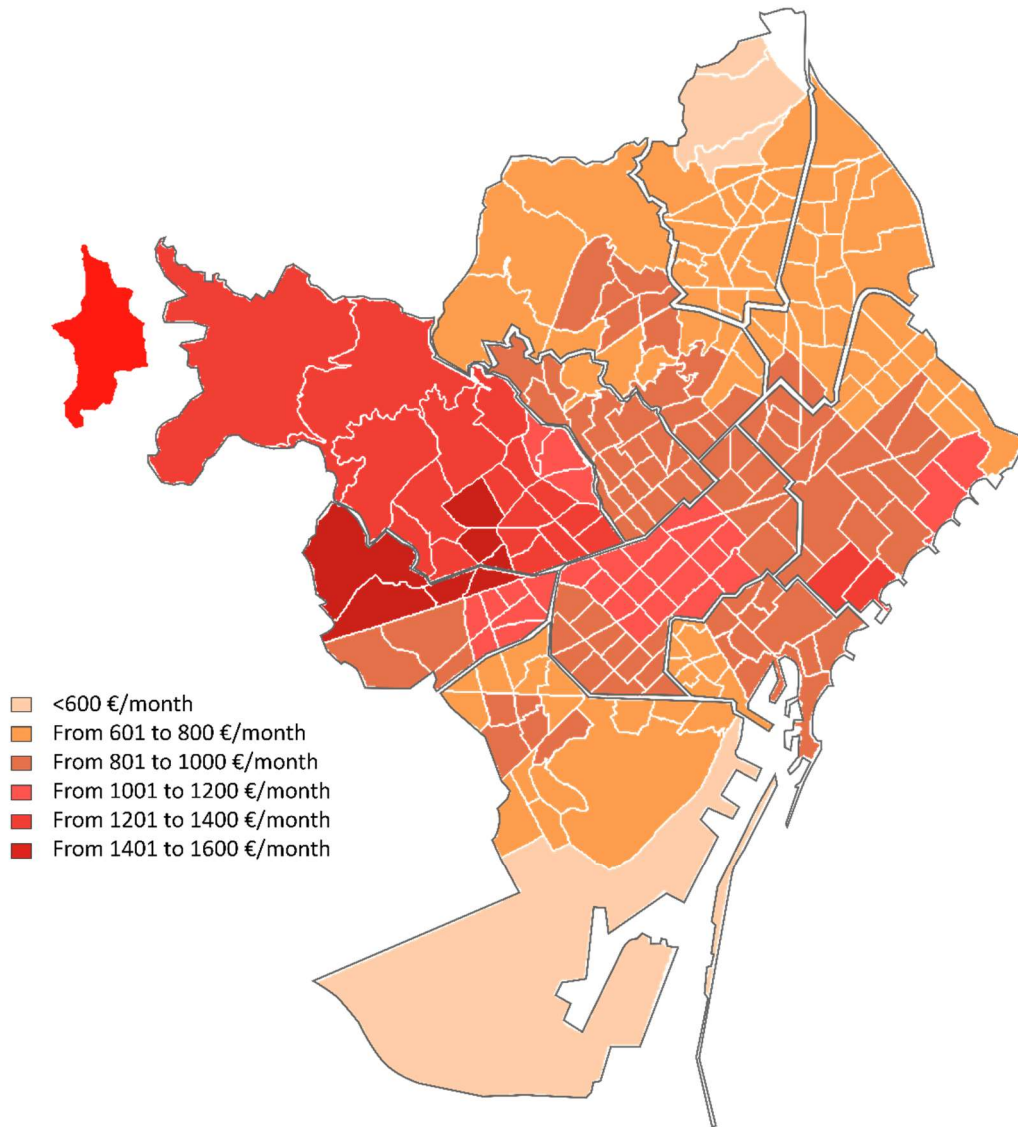 <600 €/month
From 601 to 800 €/month
From 801 to 1000 €/month
From 1001 to 1200 €/month
From 1201 to 1400 €/month
From 1401 to 1600 €/month